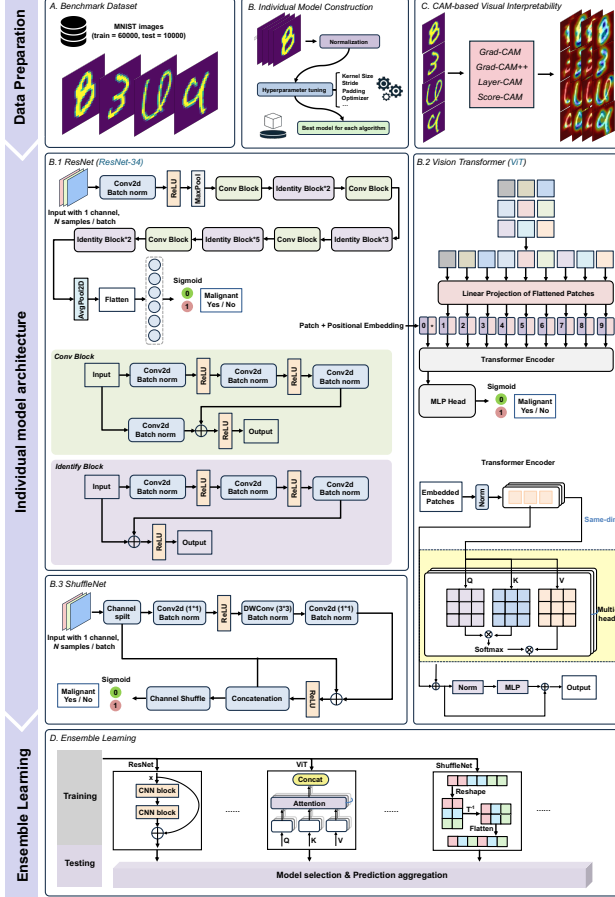 Data Preparation
A. Benchmark Dataset
MNIST images
(train = 60000, test = 10000)
B. Individual Model Construction
Normalization
Hyperparameter tuning
Kernel Size
Stride
Padding
Optimizer
...
Best model for each algorithm
C. CAM-based Visual Interpretability
Grad-CAM
Grad-CAM++
Layer-CAM
Score-CAM
Individual model architecture
B.1 ResNet (ResNet-34)
Input with 1 channel,
N samples / batch
Conv2d
Batch norm
ReLU
MaxPool
Conv Block
Identity Block*2
Conv Block
Identity Block*2
Conv Block
Identity Block*5
Conv Block
Identity Block*3
AvgPool2D
Flatten
Sigmoid
0
1
Malignant
Yes / No
Conv Block
Input
Conv2d
Batch norm
ReLU
Conv2d
Batch norm
ReLU
Conv2d
Batch norm
Conv2d
Batch norm
ReLU
Output
Identify Block
Input
Conv2d
Batch norm
ReLU
Conv2d
Batch norm
ReLU
Conv2d
Batch norm
ReLU
Output
B.2 Vision Transformer (ViT)
Linear Projection of Flattened Patches
Patch + Positional Embedding
0 * 1 2 3 4 5 6 7 8 9
Transformer Encoder
MLP Head
Sigmoid
0
1
Malignant
Yes / No
Transformer Encoder
Embedded
Patches
Norm
Same-dim
Q K V
Multi-
head
Softmax
Norm
MLP
Output
B.3 ShuffleNet
Input with 1 channel,
N samples / batch
Channel
spilt
Conv2d (1*1)
Batch norm
ReLU
DWConv (3*3)
Batch norm
Conv2d (1*1)
Batch norm
Malignant
Yes / No
Sigmoid
0
1
Channel Shuffle
Concatenation
ReLU
Ensemble Learning
D. Ensemble Learning
Training
Testing
ResNet
x
CNN block
CNN block
......
ViT
Concat
Attention
Q K V
......
ShuffleNet
Reshape
T-1
Flatten
......
Model selection & Prediction aggregation